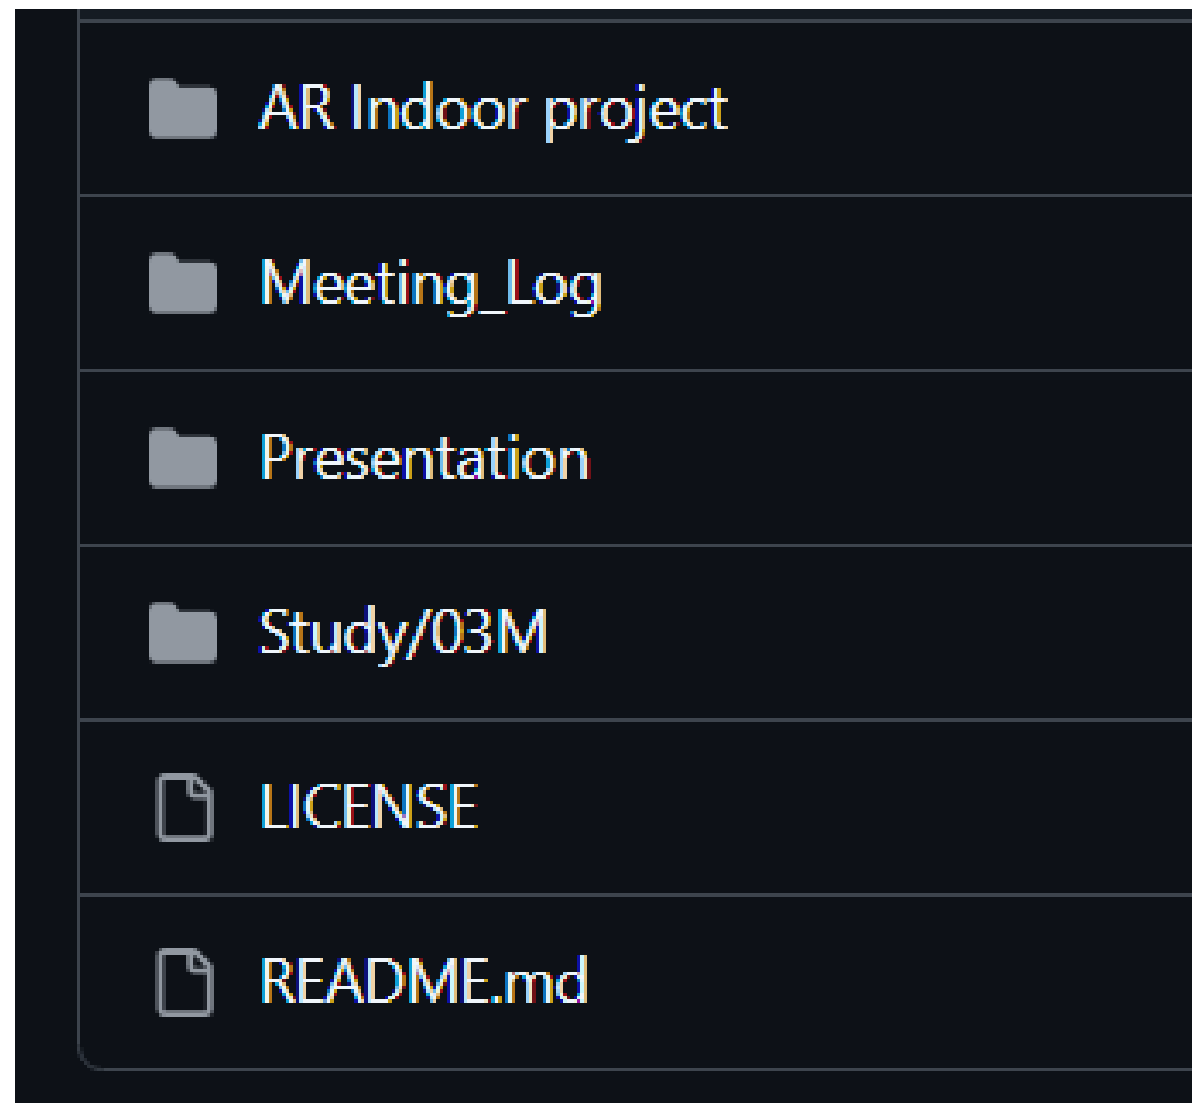 AR Indoor project
Meeting_Log
Presentation
Study/03M
LICENSE
README.md